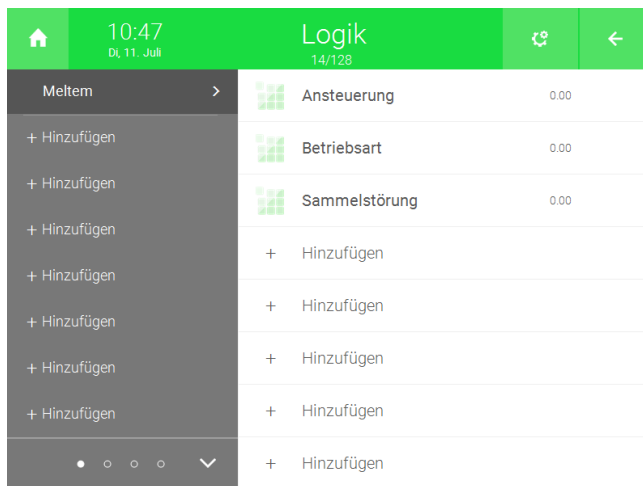 10:47
Di, 11. Juli
Logik
14/128
Meltem
+ Hinzufügen
+ Hinzufügen
+ Hinzufügen
+ Hinzufügen
+ Hinzufügen
+ Hinzufügen
+ Hinzufügen
Ansteuerung 0.00
Betriebsart 0.00
Sammelstörung 0.00
+ Hinzufügen
+ Hinzufügen
+ Hinzufügen
+ Hinzufügen
+ Hinzufügen